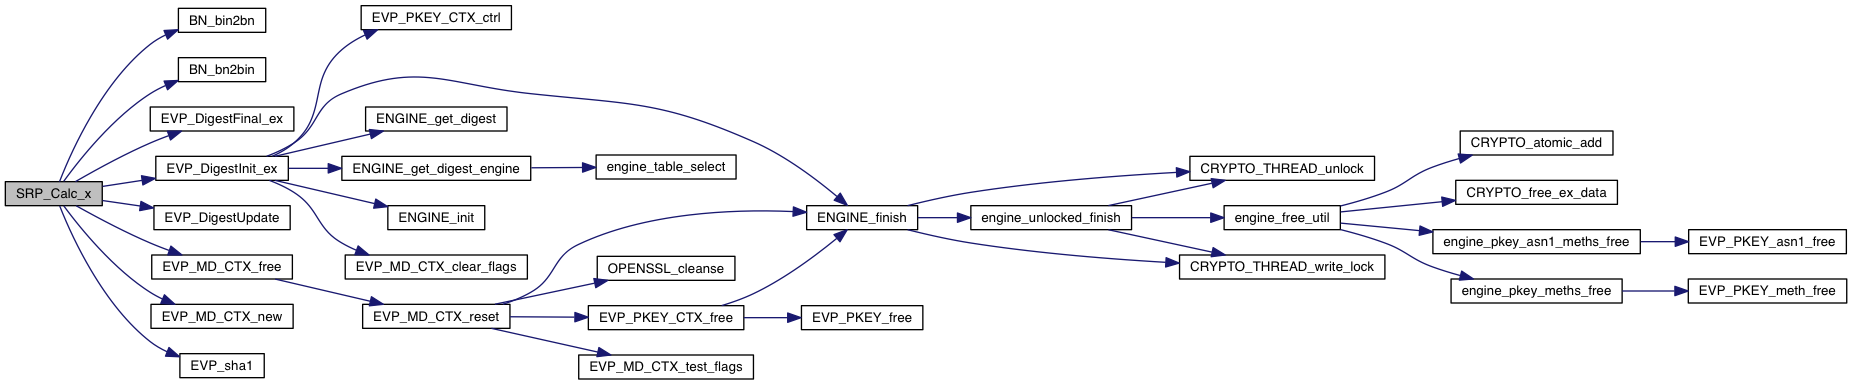 SRP_Calc_x
BN_bin2bn
BN_bn2bin
EVP_DigestFinal_ex
EVP_DigestInit_ex
EVP_DigestUpdate
EVP_MD_CTX_free
EVP_MD_CTX_new
EVP_sha1
EVP_PKEY_CTX_ctrl
ENGINE_get_digest
ENGINE_get_digest_engine
ENGINE_init
EVP_MD_CTX_clear_flags
EVP_MD_CTX_reset
engine_table_select
OPENSSL_cleanse
EVP_PKEY_CTX_free
EVP_MD_CTX_test_flags
ENGINE_finish
EVP_PKEY_free
engine_unlocked_finish
CRYPTO_THREAD_unlock
engine_free_util
CRYPTO_THREAD_write_lock
CRYPTO_atomic_add
CRYPTO_free_ex_data
engine_pkey_asn1_meths_free
engine_pkey_meths_free
EVP_PKEY_asn1_free
EVP_PKEY_meth_free